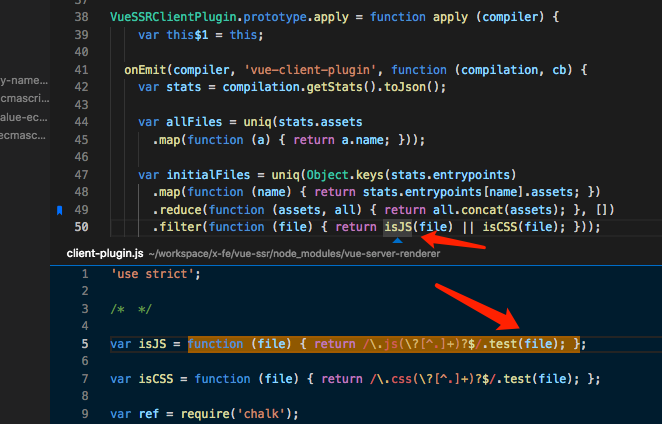 37
38 VueSSRClientPlugin.prototype.apply = function apply (compiler) {
39 var this$1 = this;
40
41 onEmit(compiler, 'vue-client-plugin', function (compilation, cb) {
42 var stats = compilation.getStats().toJson();
43
44 var allFiles = uniq(stats.assets
45 .map(function (a) { return a.name; }));
46
47 var initialFiles = uniq(Object.keys(stats.entrypoints)
48 .map(function (name) { return stats.entrypoints[name].assets; })
49 .reduce(function (assets, all) { return all.concat(assets); }, [])
50 .filter(function (file) { return isJS(file) || isCSS(file); }));
y-name...
cmascri...
alue-ec...
ecmasc...
client-plugin.js ~/workspace/x-fe/vue-ssr/node_modules/vue-server-renderer
1 'use strict';
2
3 /*  */
4
5 var isJS = function (file) { return /\.js(\?[^.]+)?$/.test(file); };
6
7 var isCSS = function (file) { return /\.css(\?[^.]+)?$/.test(file); };
8
9 var ref = require('chalk');